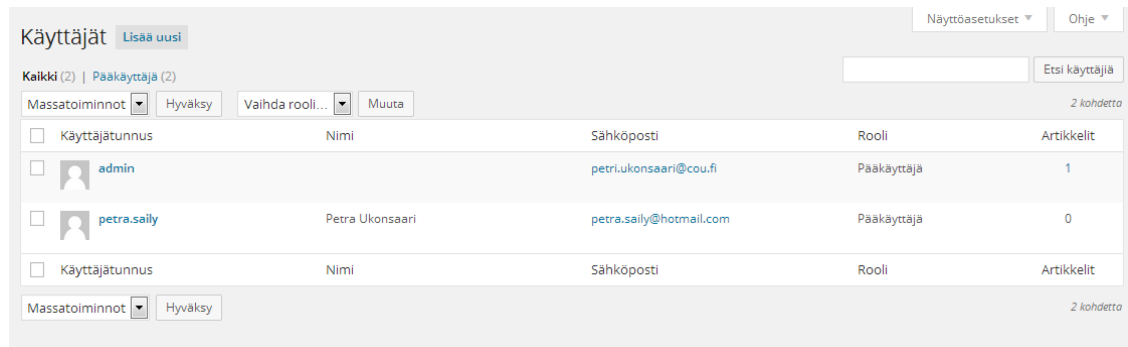 Näyttöasetukset Ohje
Käyttäjät Lisää uusi
Kaikki (2) | Pääkäyttäjä (2) Etsi käyttäjiä
Massatoiminnot Hyväksy Vaihda rooli... Muuta 2 kohdetta
Käyttäjätunnus Nimi Sähköposti Rooli Artikkelit
admin petri.ukonsaari@cou.fi Pääkäyttäjä 1
petra.saily Petra Ukonsaari petra.saily@hotmail.com Pääkäyttäjä 0
Käyttäjätunnus Nimi Sähköposti Rooli Artikkelit
Massatoiminnot Hyväksy 2 kohdetta